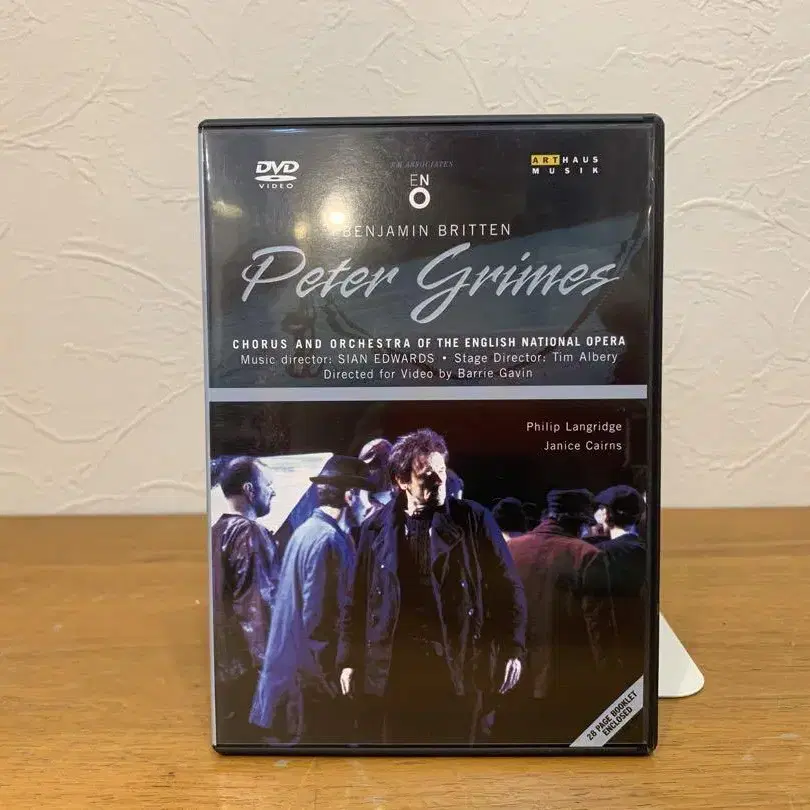 DVD
VIDEO
RM ASSOCIATES
EN
O
ARTHAUS
MUSIK
BENJAMIN BRITTEN
Peter Grimes
CHORUS AND ORCHESTRA OF THE ENGLISH NATIONAL OPERA
Music director: SIAN EDWARDS • Stage Director: Tim Albery
Directed for Video by Barrie Gavin
Philip Langridge
Janice Cairns
28 PAGE BOOKLET
ENCLOSED